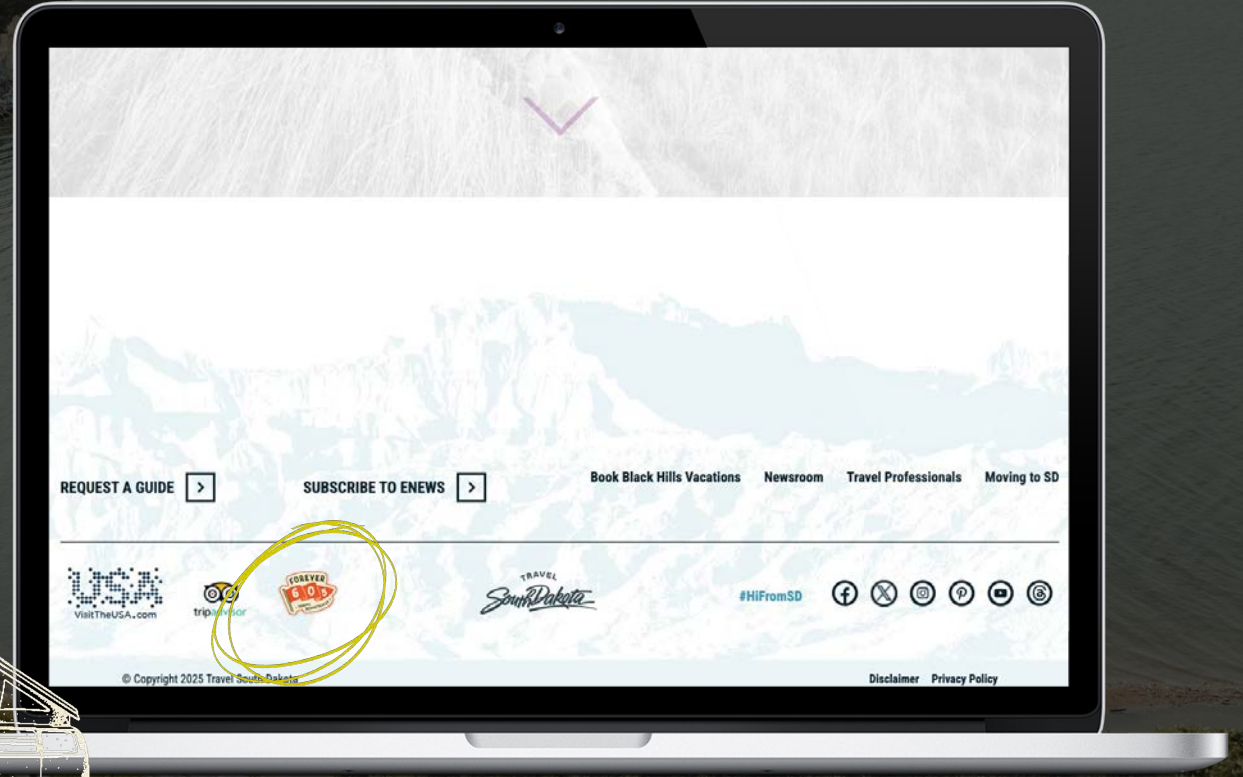 REQUEST A GUIDE
SUBSCRIBE TO ENEWS
Book Black Hills Vacations Newsroom Travel Professionals Moving to SD
USA
VisitTheUSA.com
tripadvisor
FOREVER
605
TRAVEL
SouthDakota
#HiFromSD
© Copyright 2025 Travel South Dakota
Disclaimer Privacy Policy